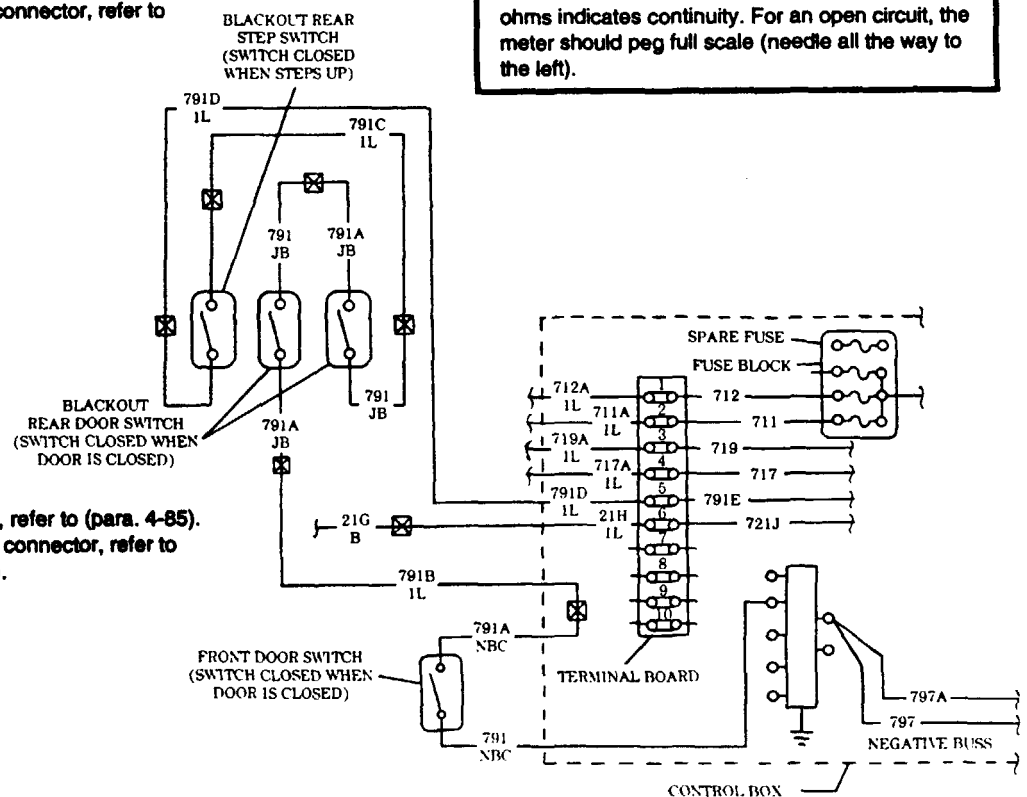 connector, refer to
ohms indicates continuity. For an open circuit, the
meter should peg full scale (needle all the way to
the left).
BLACKOUT REAR
STEP SWITCH
(SWITCH CLOSED
WHEN STEPS UP)
791D
1L
791C
1L
791
JB
791A
JB
BLACKOUT
REAR DOOR SWITCH
(SWITCH CLOSED WHEN
DOOR IS CLOSED)
791A
JB
791
JB
SPARE FUSE
FUSE BLOCK
712A
1L
1
712
711A
1L
2
711
719A
1L
3
719
717A
1L
4
717
791D
1L
5
791E
21H
1L
6
721J
7
8
9
10
, refer to (para. 4-85).
connector, refer to
.
21G
B
791B
1L
791A
NBC
FRONT DOOR SWITCH
(SWITCH CLOSED WHEN
DOOR IS CLOSED)
791
NBC
TERMINAL BOARD
797A
797
NEGATIVE BUSS
CONTROL BOX